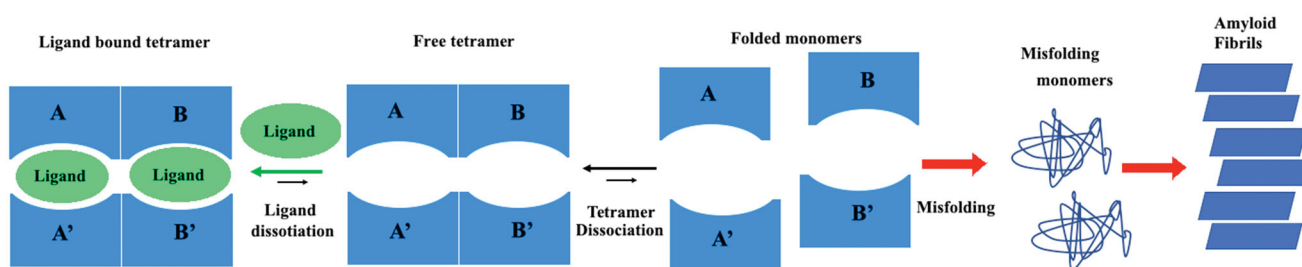 Ligand bound tetramer
A
B
Ligand
Ligand
A’
B’
Ligand
Ligand
dissotiation
Free tetramer
A
B
A’
B’
Tetramer
Dissociation
Folded monomers
A
B
A’
B’
Misfolding
Misfolding
monomers
Amyloid
Fibrils